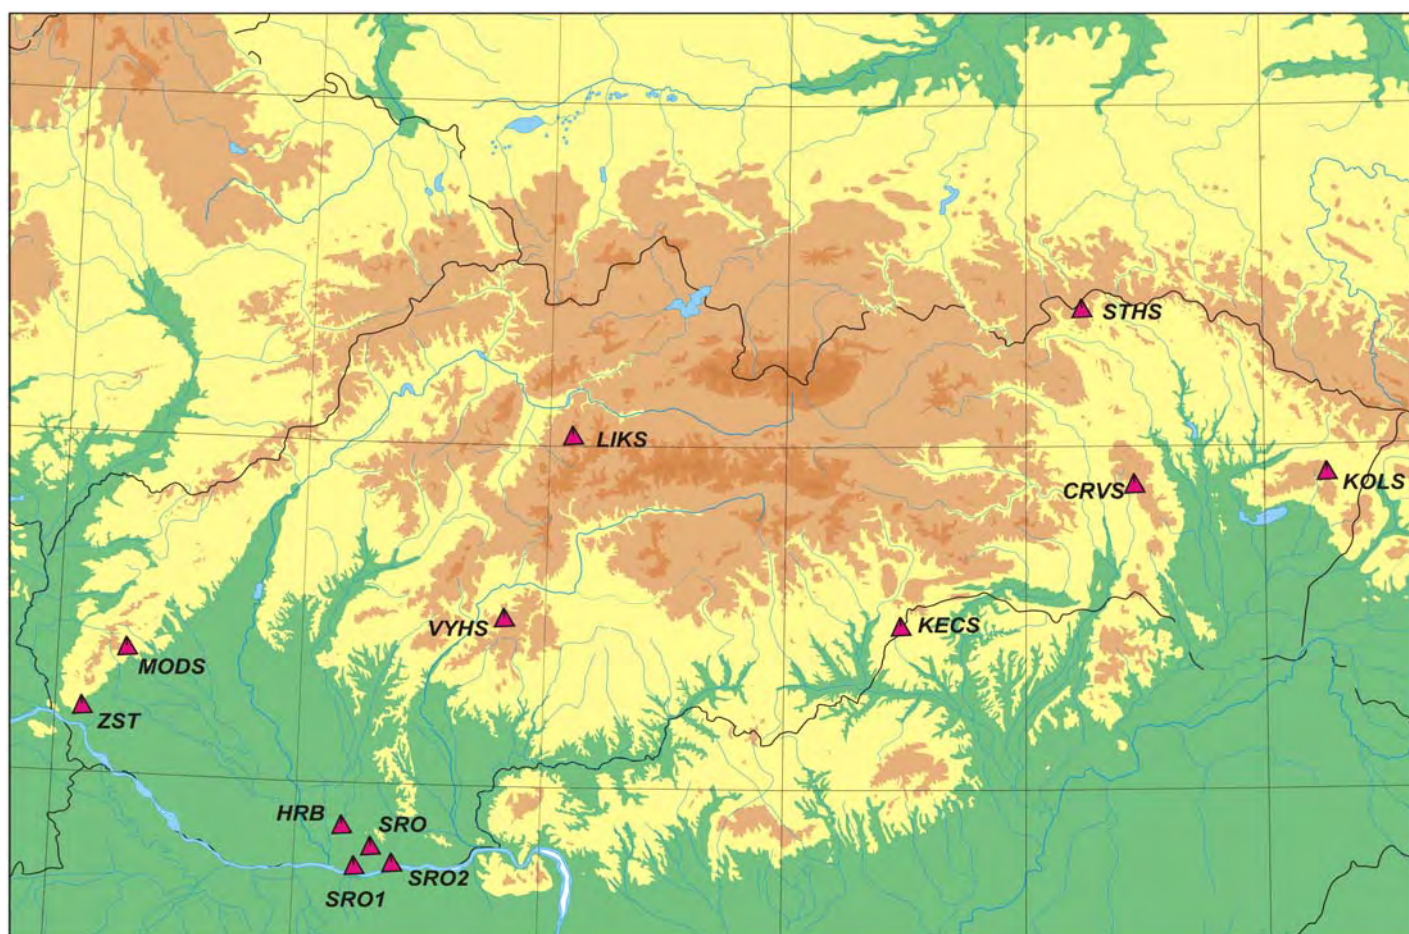 STHS
LIKS
CRVS
KOLS
VYHS
KECS
MODS
ZST
HRB
SRO
SRO2
SRO1